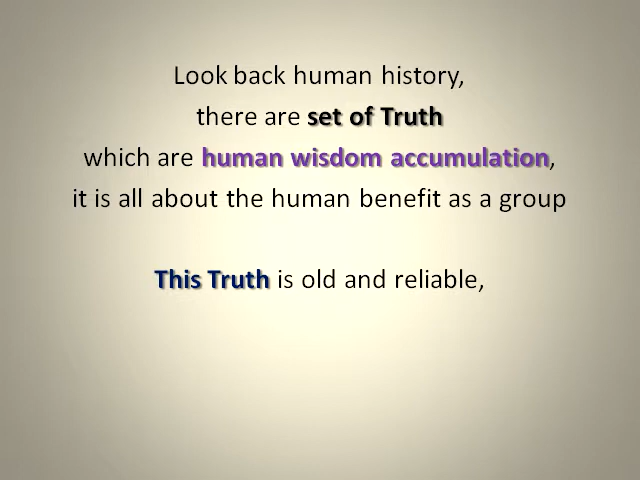 Look back human history,
there are set of Truth
which are human wisdom accumulation,
it is all about the human benefit as a group
This Truth is old and reliable,